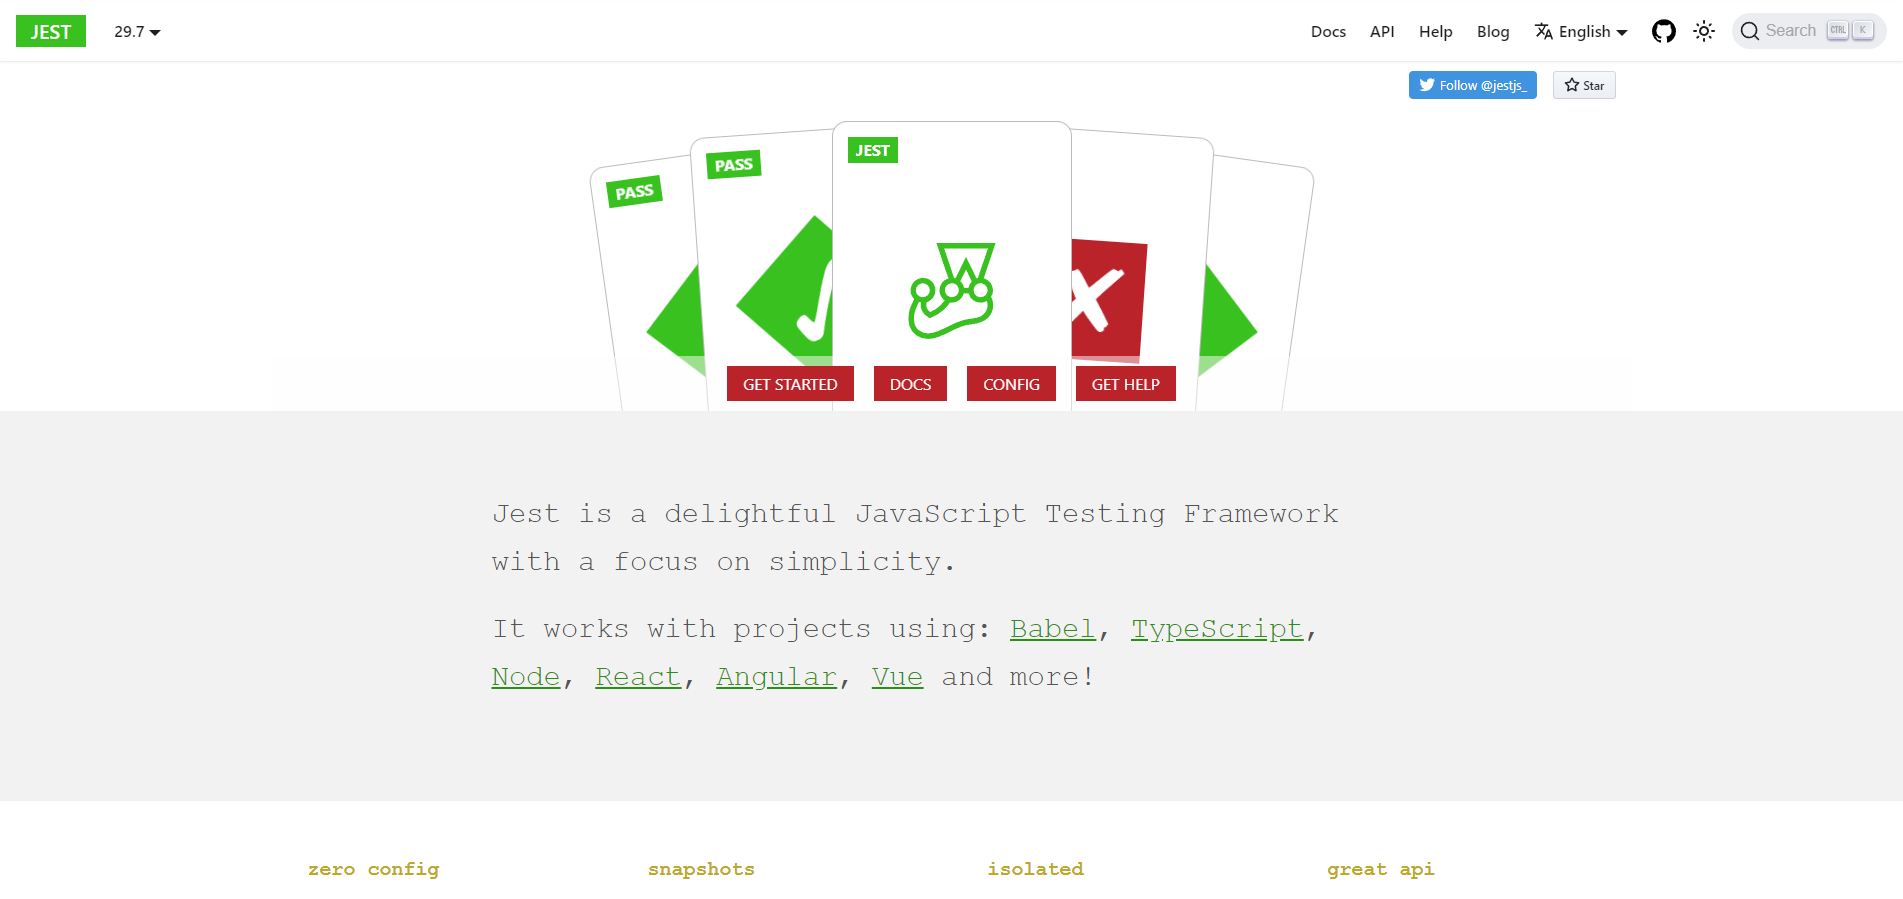 JEST
29.7
Docs
API
Help
Blog
English
Search
CTRL
K
Follow @jestjs_
Star
PASS
PASS
JEST
GET STARTED
DOCS
CONFIG
GET HELP
Jest is a delightful JavaScript Testing Framework
with a focus on simplicity.
It works with projects using: Babel, TypeScript,
Node, React, Angular, Vue and more!
zero config
snapshots
isolated
great api